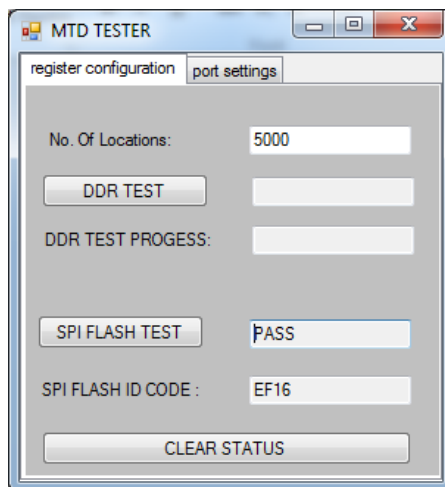 MTD TESTER
register configuration port settings
No. Of Locations: 5000
DDR TEST
DDR TEST PROGESS:
SPI FLASH TEST PASS
SPI FLASH ID CODE : EF16
CLEAR STATUS